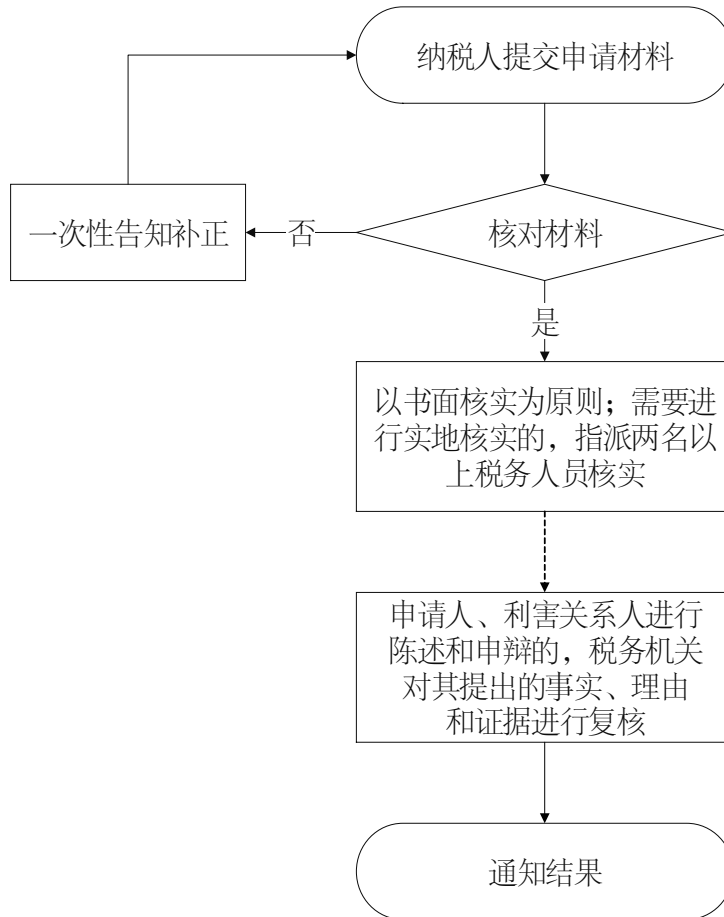 纳税人提交申请材料
一次性告知补正
否
核对材料
是
以书面核实为原则；需要进
行实地核实的，指派两名以
上税务人员核实
申请人、利害关系人进行
陈述和申辩的，税务机关
对其提出的事实、理由
和证据进行复核
通知结果